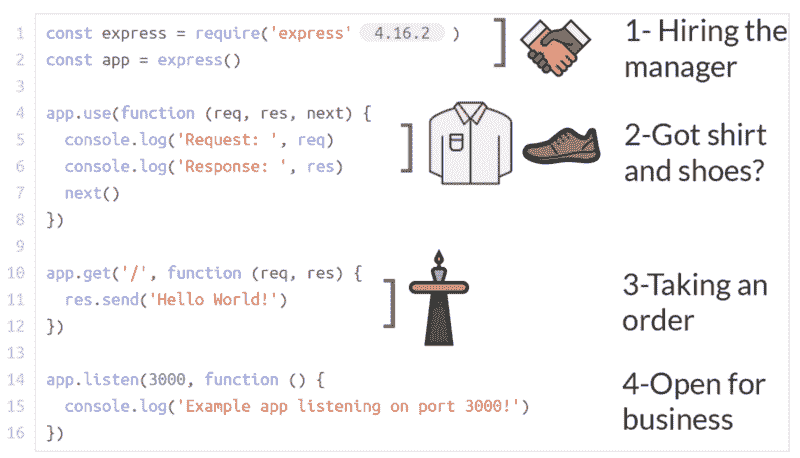 1 const express = require('express' 4.16.2 )
2 const app = express()
3
4 app.use(function (req, res, next) {
5 console.log('Request: ', req)
6 console.log('Response: ', res)
7 next()
8 })
9
10 app.get('/', function (req, res) {
11 res.send('Hello World!')
12 })
13
14 app.listen(3000, function () {
15 console.log('Example app listening on port 3000!')
16 })
1- Hiring the
manager
2-Got shirt
and shoes?
3-Taking an
order
4-Open for
business